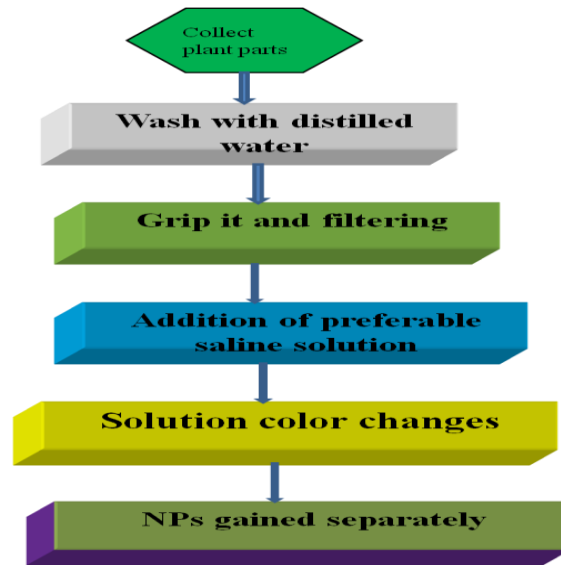 Collect
plant parts
Wash with distilled
water
Grip it and filtering
Addition of preferable
saline solution
Solution color changes
NPs gained separately